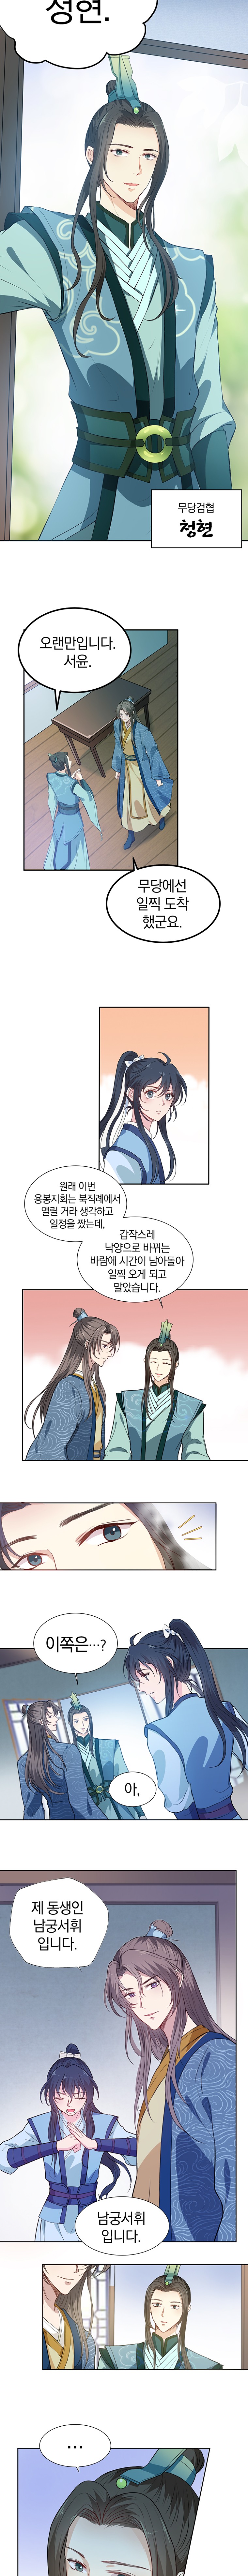 청현.
무당검협
청현
오랜만입니다.
서윤.
무당에선
일찍 도착
했군요.
원래 이번
용봉지회는 북직례에서
열릴 거라 생각하고
일정을 짰는데,
갑작스레
낙양으로 바뀌는
바람에 시간이 남아돌아
일찍 오게 되고
말았습니다.
이쪽은…?
아,
제 동생인
남궁서휘
입니다.
남궁서휘
입니다.
…